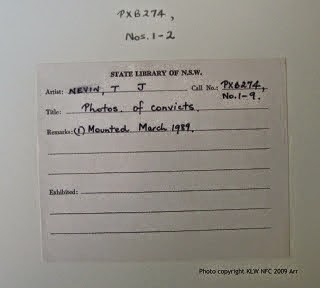 PXB274,
Nos. 1-2
STATE LIBRARY OF N.S.W.
Artist: NEVIN, T J Call No.: PXB274,
No.1-9.
Title: Photos. of convicts.
Remarks: (1) Mounted March 1989.
Exhibited:
Photo copyright KLW NFC 2009 Arr